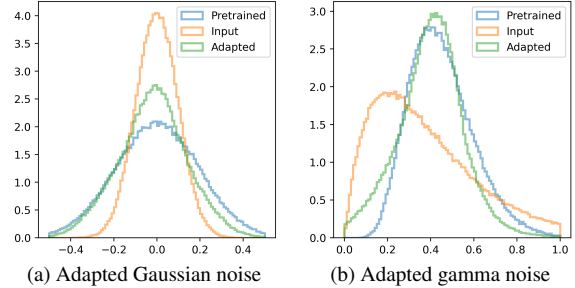 4.0
3.5
3.0
2.5
2.0
1.5
1.0
0.5
0.0
−0.4 −0.2 0.0 0.2 0.4
Pretrained
Input
Adapted
(a) Adapted Gaussian noise
3.0
2.5
2.0
1.5
1.0
0.5
0.0
0.0 0.2 0.4 0.6 0.8 1.0
Pretrained
Input
Adapted
(b) Adapted gamma noise